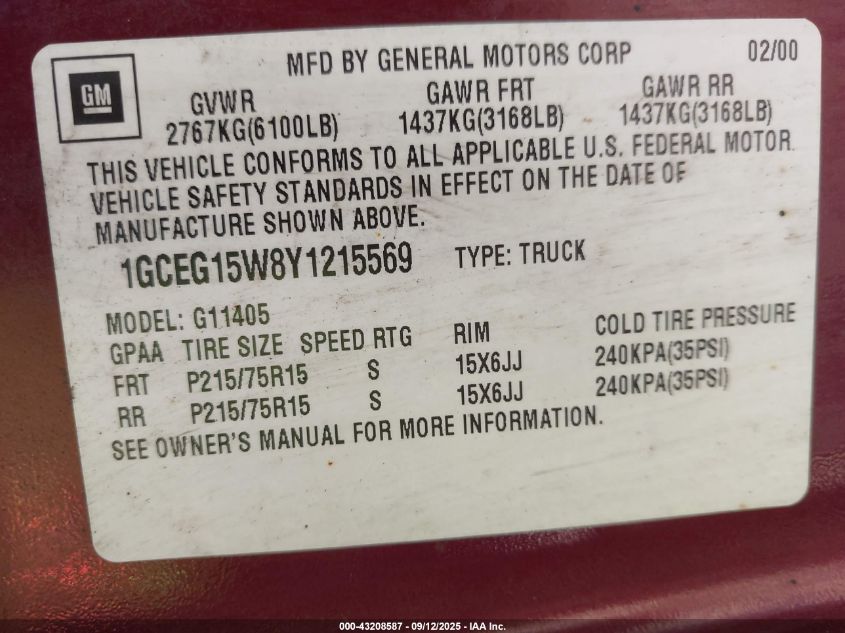 MFD BY GENERAL MOTORS CORP 02/00
GM
GVWR GAWR FRT GAWR RR
2767KG(6100LB) 1437KG(3168LB) 1437KG(3168LB)
THIS VEHICLE CONFORMS TO ALL APPLICABLE U.S. FEDERAL MOTOR
VEHICLE SAFETY STANDARDS IN EFFECT ON THE DATE OF
MANUFACTURE SHOWN ABOVE.
1GCEG15W8Y1215569 TYPE: TRUCK
MODEL: G11405
GPAA TIRE SIZE SPEED RTG RIM COLD TIRE PRESSURE
FRT P215/75R15 S 15X6JJ 240KPA(35PSI)
RR P215/75R15 S 15X6JJ 240KPA(35PSI)
SEE OWNER'S MANUAL FOR MORE INFORMATION.
000-43208587 - 09/12/2025 - IAA Inc.